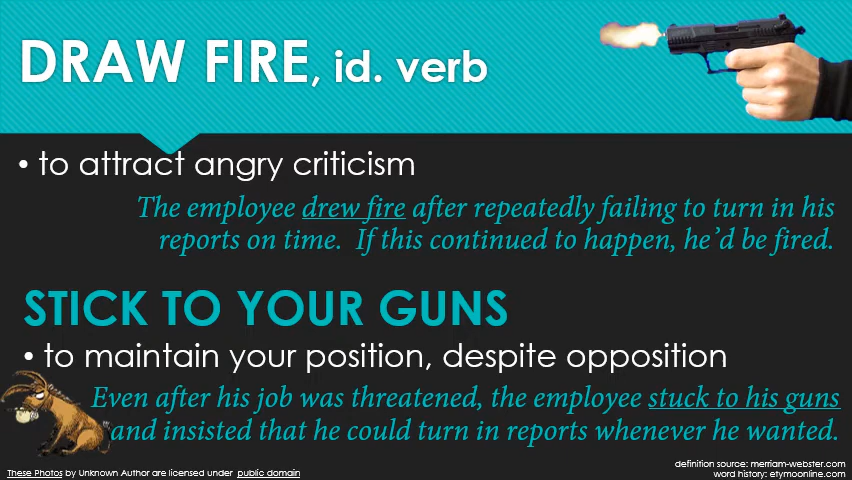 DRAW FIRE, id. verb
• to attract angry criticism
The employee drew fire after repeatedly failing to turn in his
reports on time.  If this continued to happen, he’d be fired.
STICK TO YOUR GUNS
• to maintain your position, despite opposition
Even after his job was threatened, the employee stuck to his guns
and insisted that he could turn in reports whenever he wanted.
These Photos by Unknown Author are licensed under public domain
definition source: merriam-webster.com
word history: etymoonline.com